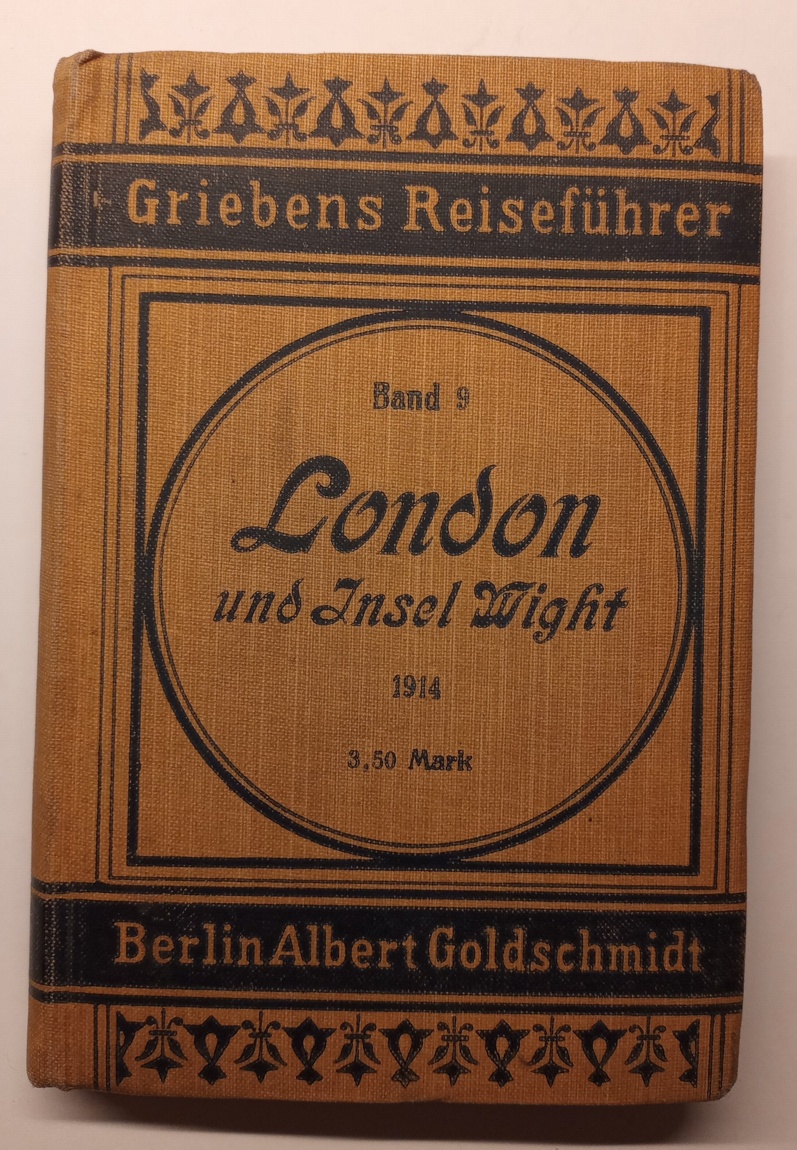 Griebens Reiseführer
Band 9
London
und Insel Wight
1914
3,50 Mark
Berlin Albert Goldschmidt